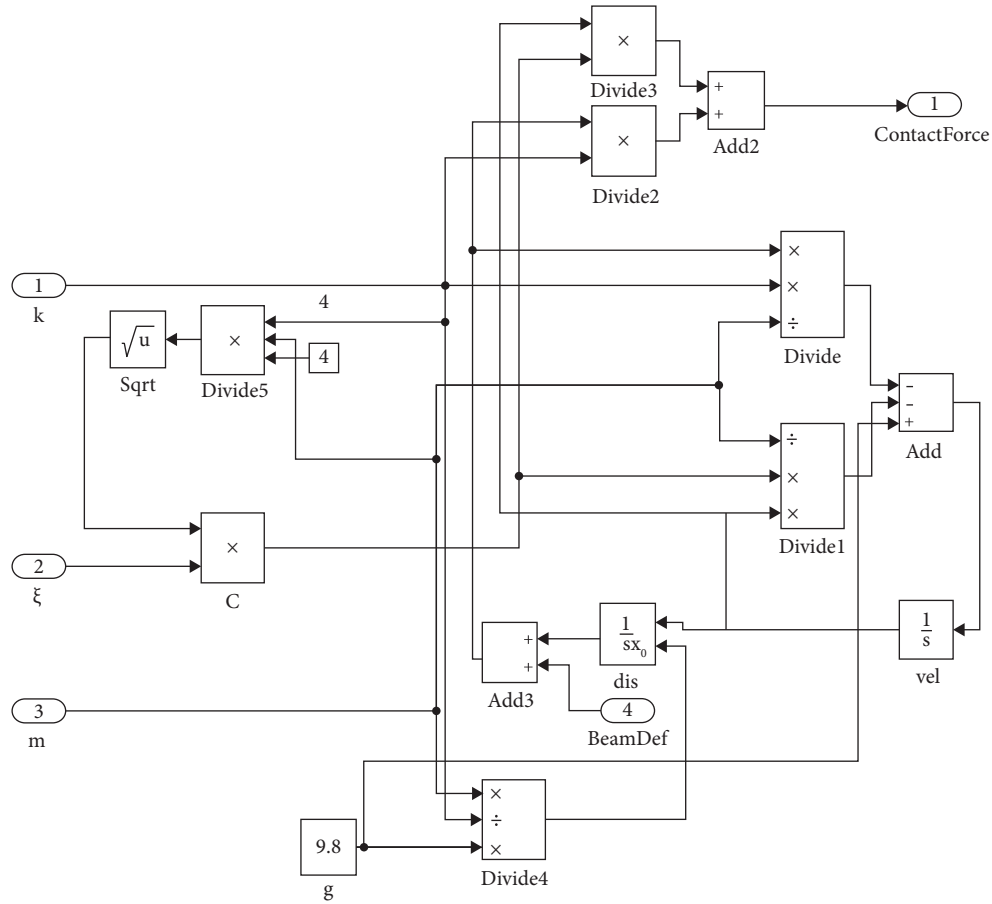 ×
Divide3
×
Divide2
+
+
Add2
1
ContactForce
1
k
4
√u
Sqrt
×
Divide5
4
×
×
÷
Divide
÷
×
×
Divide1
-
-
+
Add
2
ξ
×
C
+
+
Add3
1
sx0
dis
4
BeamDef
1
s
vel
3
m
9.8
g
×
÷
×
Divide4